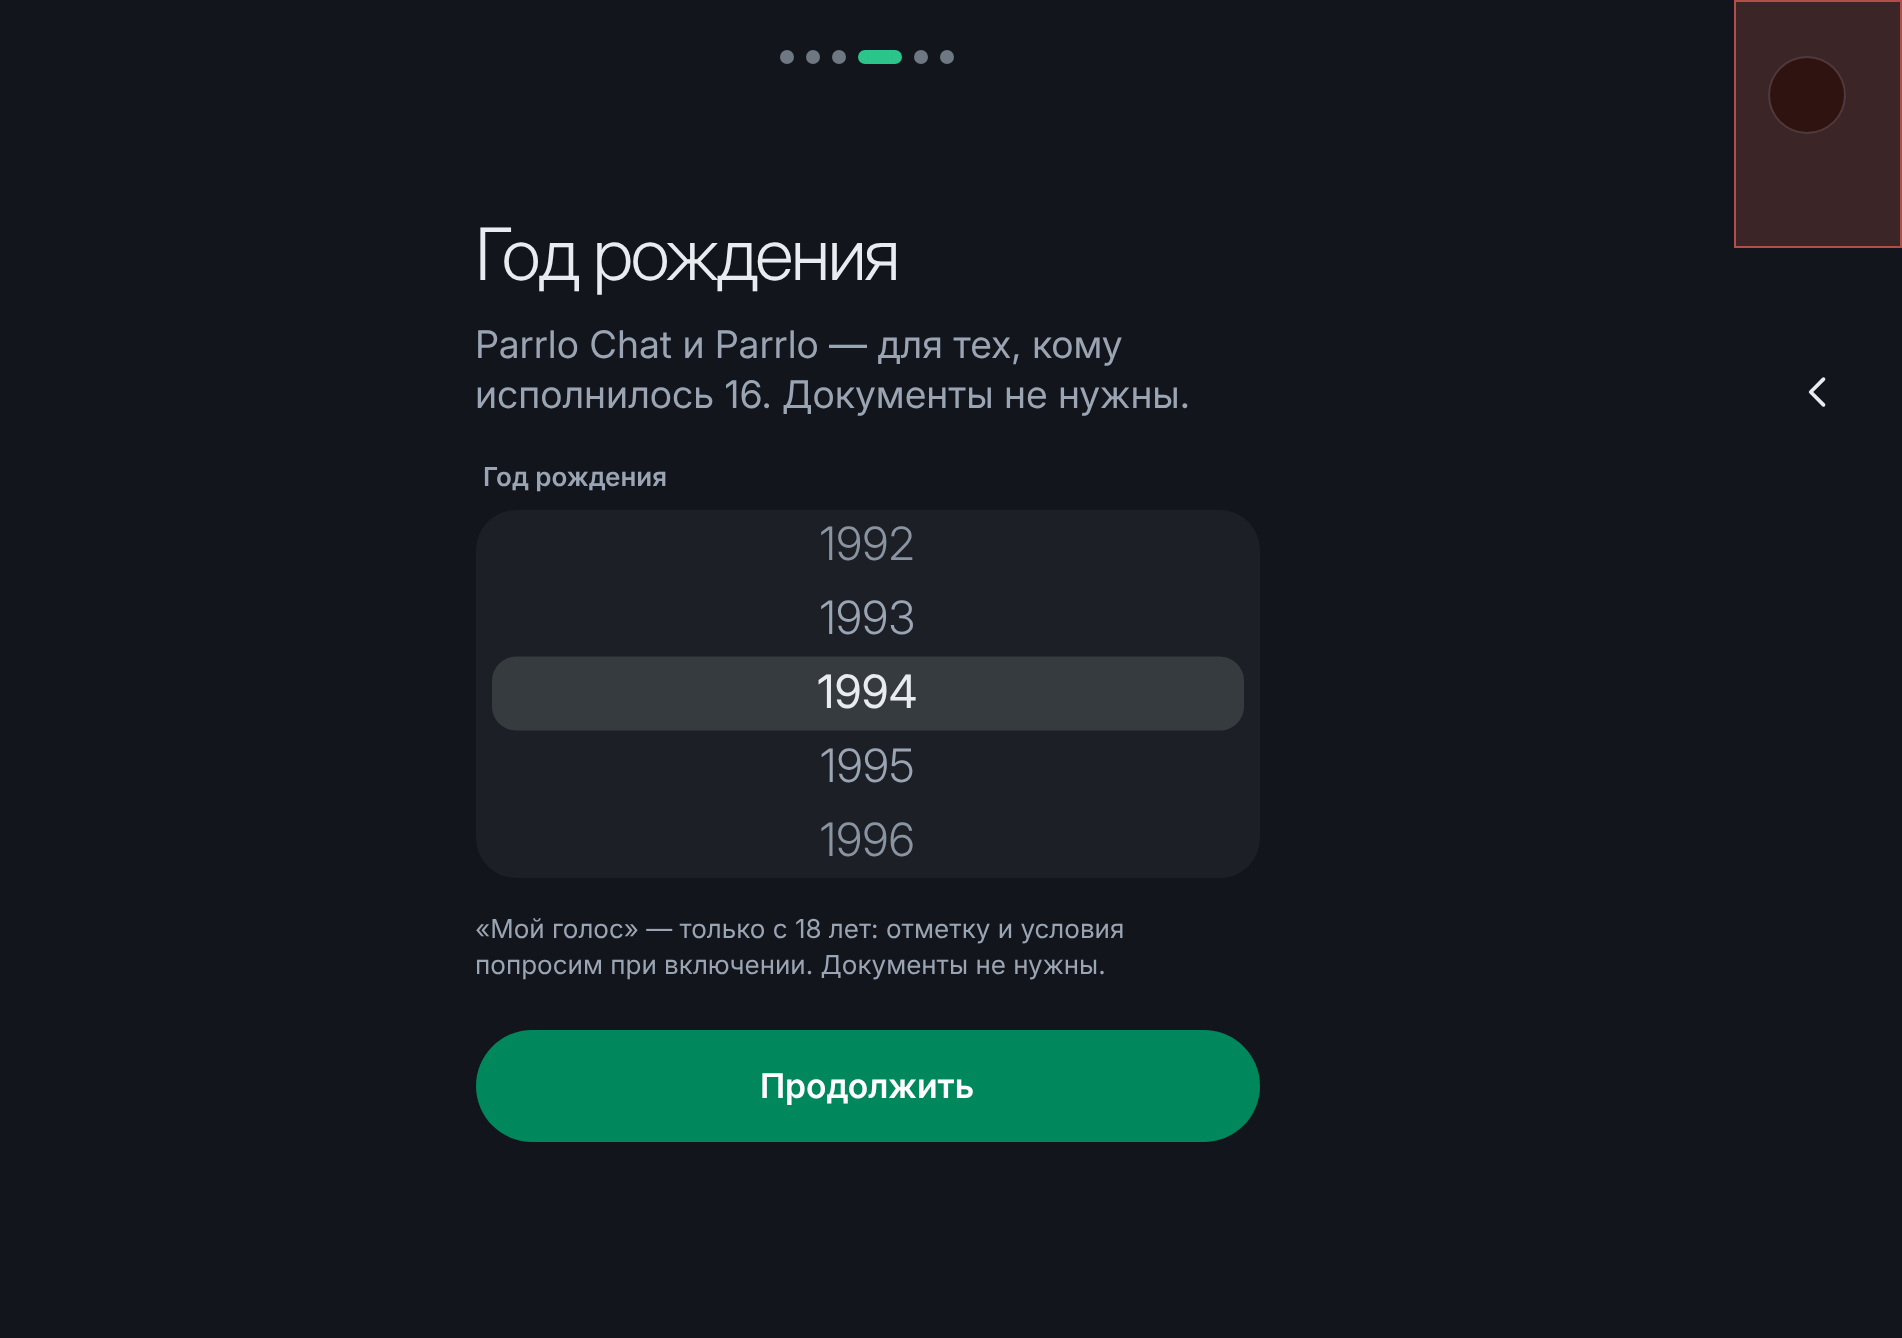 Год рождения
Parrlo Chat и Parrlo — для тех, кому
исполнилось 16. Документы не нужны.
Год рождения
1992
1993
1994
1995
1996
«Мой голос» — только с 18 лет: отметку и условия
попросим при включении. Документы не нужны.
Продолжить